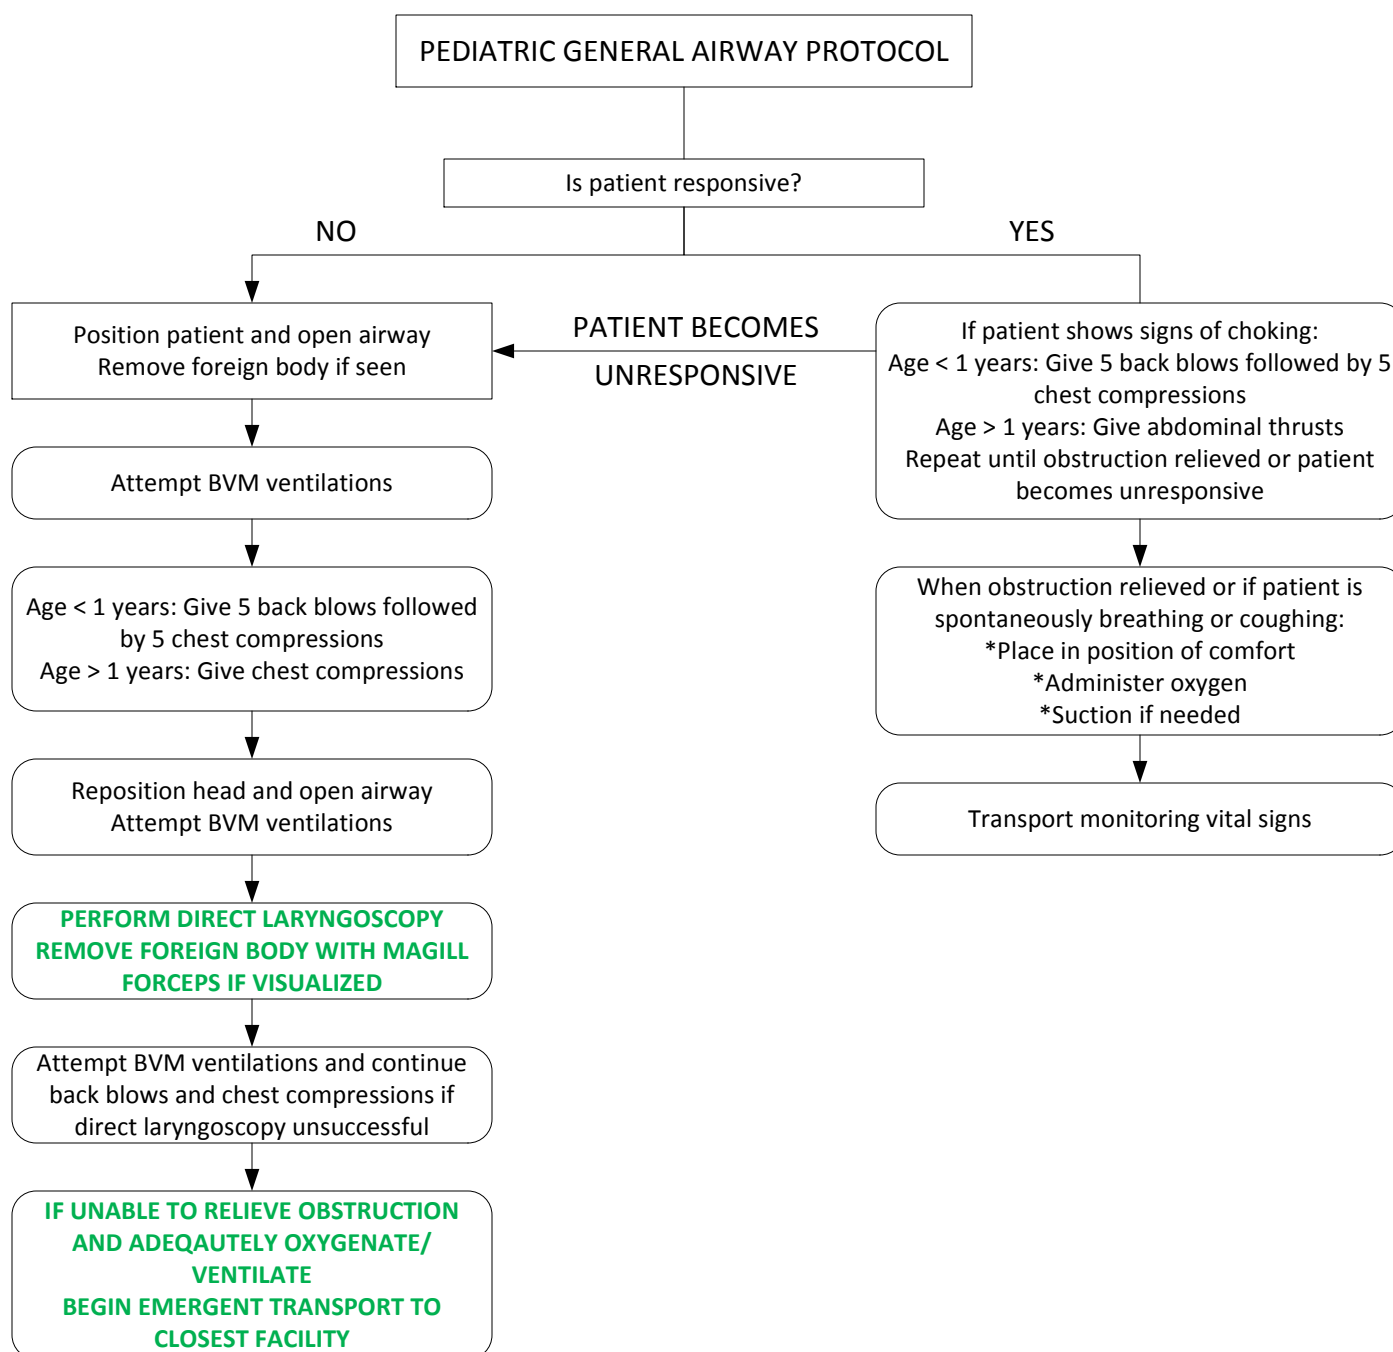 PEDIATRIC GENERAL AIRWAY PROTOCOL
Is patient responsive?
NO
YES
Position patient and open airway
Remove foreign body if seen
PATIENT BECOMES
UNRESPONSIVE
If patient shows signs of choking:
Age < 1 years: Give 5 back blows followed by 5
chest compressions
Age > 1 years: Give abdominal thrusts
Repeat until obstruction relieved or patient
becomes unresponsive
Attempt BVM ventilations
Age < 1 years: Give 5 back blows followed
by 5 chest compressions
Age > 1 years: Give chest compressions
When obstruction relieved or if patient is
spontaneously breathing or coughing:
*Place in position of comfort
*Administer oxygen
*Suction if needed
Reposition head and open airway
Attempt BVM ventilations
Transport monitoring vital signs
PERFORM DIRECT LARYNGOSCOPY
REMOVE FOREIGN BODY WITH MAGILL
FORCEPS IF VISUALIZED
Attempt BVM ventilations and continue
back blows and chest compressions if
direct laryngoscopy unsuccessful
IF UNABLE TO RELIEVE OBSTRUCTION
AND ADEQAUTELY OXYGENATE/
VENTILATE
BEGIN EMERGENT TRANSPORT TO
CLOSEST FACILITY